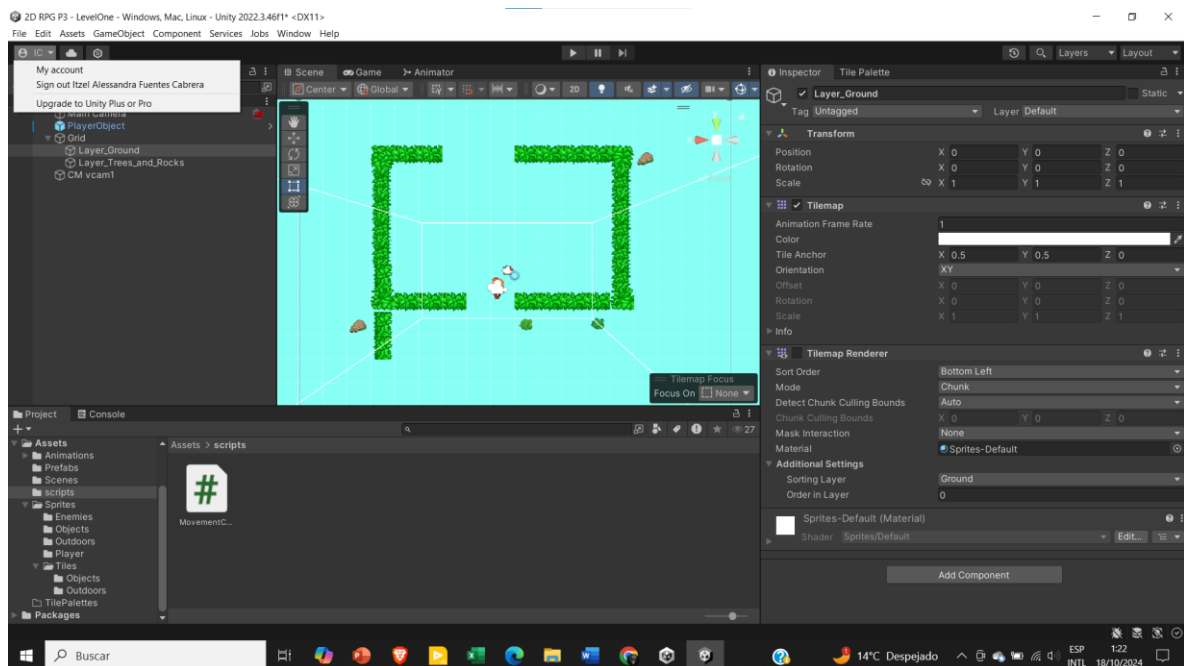 2D RPG P3 - LevelOne - Windows, Mac, Linux - Unity 2022.3.46f1* <DX11>
File Edit Assets GameObject Component Services Jobs Window Help
IC Layers Layout
My account
Sign out Itzel Alessandra Fuentes Cabrera
Upgrade to Unity Plus or Pro
Main Camera
PlayerObject
Grid
Layer_Ground
Layer_Trees_and_Rocks
CM vcam1
Scene Game Animator
Center Global 2D
Tilemap Focus
Focus On None
Inspector Tile Palette
Layer_Ground Static
Tag Untagged Layer Default
Transform
Position X 0 Y 0 Z 0
Rotation X 0 Y 0 Z 0
Scale X 1 Y 1 Z 1
Tilemap
Animation Frame Rate 1
Color
Tile Anchor X 0.5 Y 0.5 Z 0
Orientation XY
Offset X 0 Y 0 Z 0
Rotation X 0 Y 0 Z 0
Scale X 1 Y 1 Z 1
Info
Tilemap Renderer
Sort Order Bottom Left
Mode Chunk
Detect Chunk Culling Bounds Auto
Chunk Culling Bounds X 0 Y 0 Z 0
Mask Interaction None
Material Sprites-Default
Additional Settings
Sorting Layer Ground
Order in Layer 0
Sprites-Default (Material)
Shader Sprites/Default Edit...
Add Component
Project Console
27
Assets
Animations
Prefabs
Scenes
scripts
Sprites
Enemies
Objects
Outdoors
Player
Tiles
Objects
Outdoors
TilePalettes
Packages
Assets > scripts
#
MovementC...
Buscar
14°C Despejado
ESP
INTL
1:22
18/10/2024